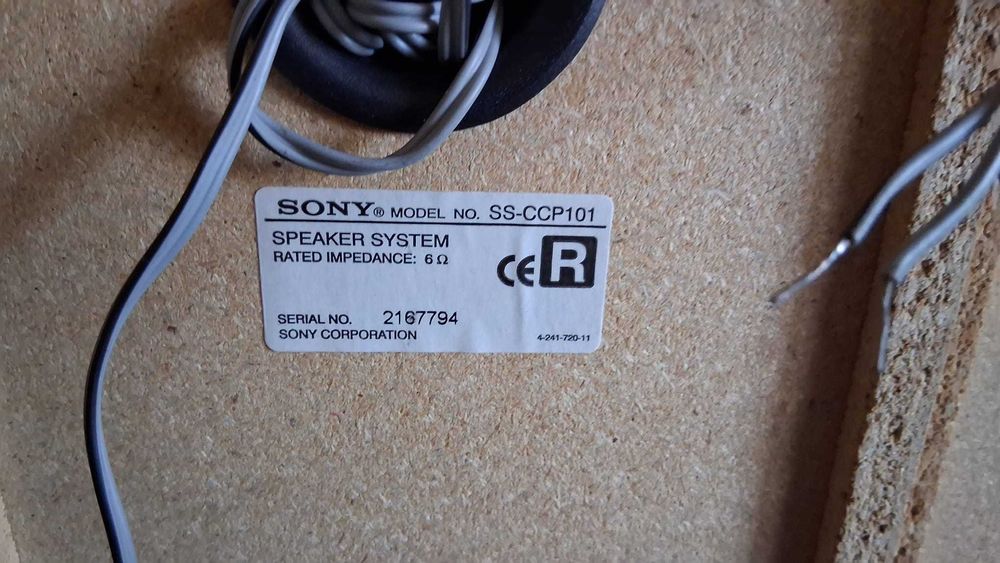 SONY® MODEL NO. SS-CCP101
SPEAKER SYSTEM
RATED IMPEDANCE: 6 Ω
CE R
SERIAL NO. 2167794
SONY CORPORATION
4-241-720-11